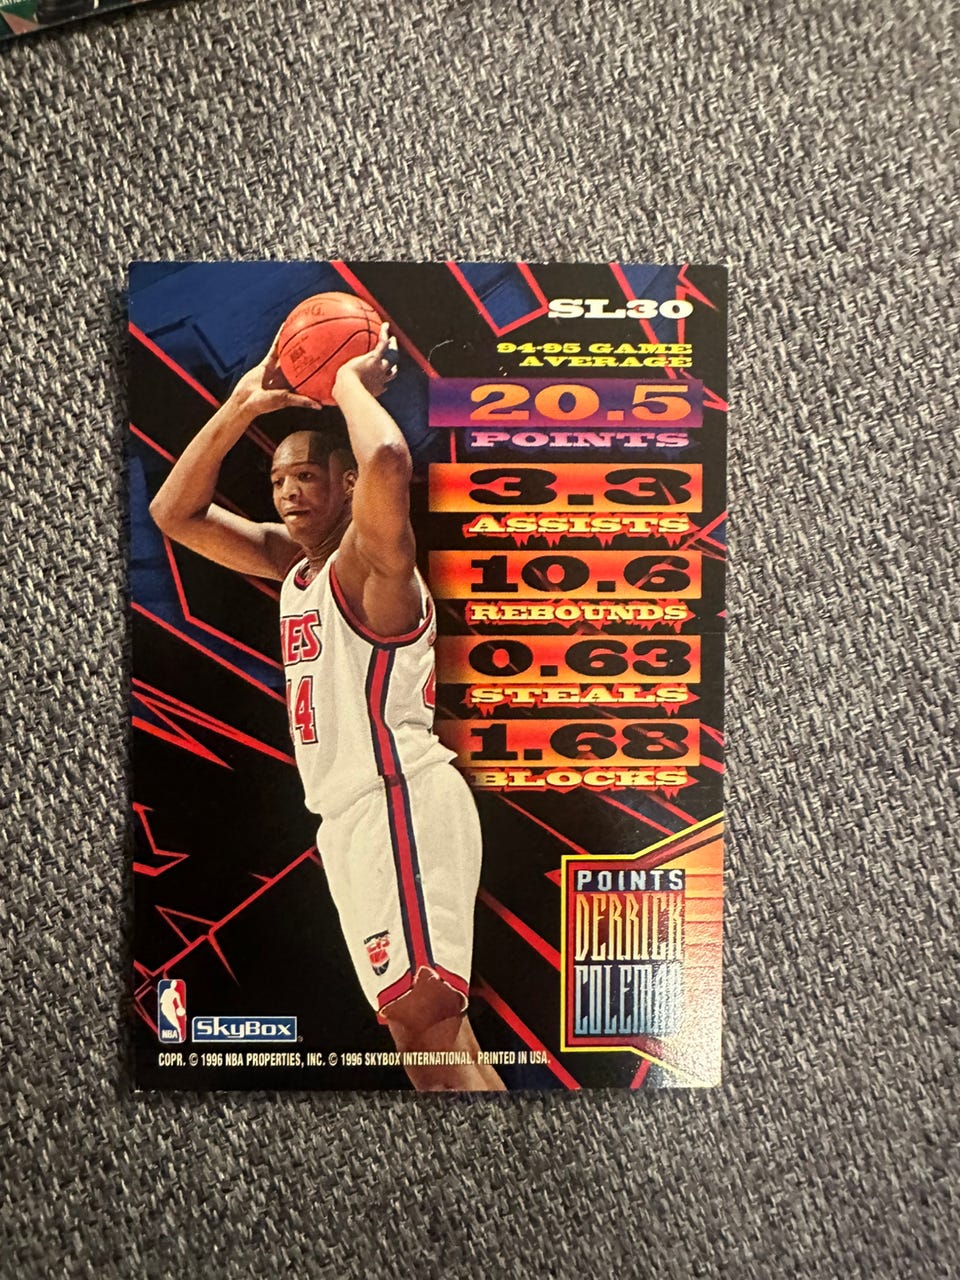 SL30
94-95 GAME
AVERAGE
20.5
POINTS
3.3
ASSISTS
10.6
REBOUNDS
0.63
STEALS
1.68
BLOCKS
POINTS
DERRICK
COLEMAN
NBA
SKYBOX
COPR. © 1996 NBA PROPERTIES, INC. © 1996 SKYBOX INTERNATIONAL. PRINTED IN USA.